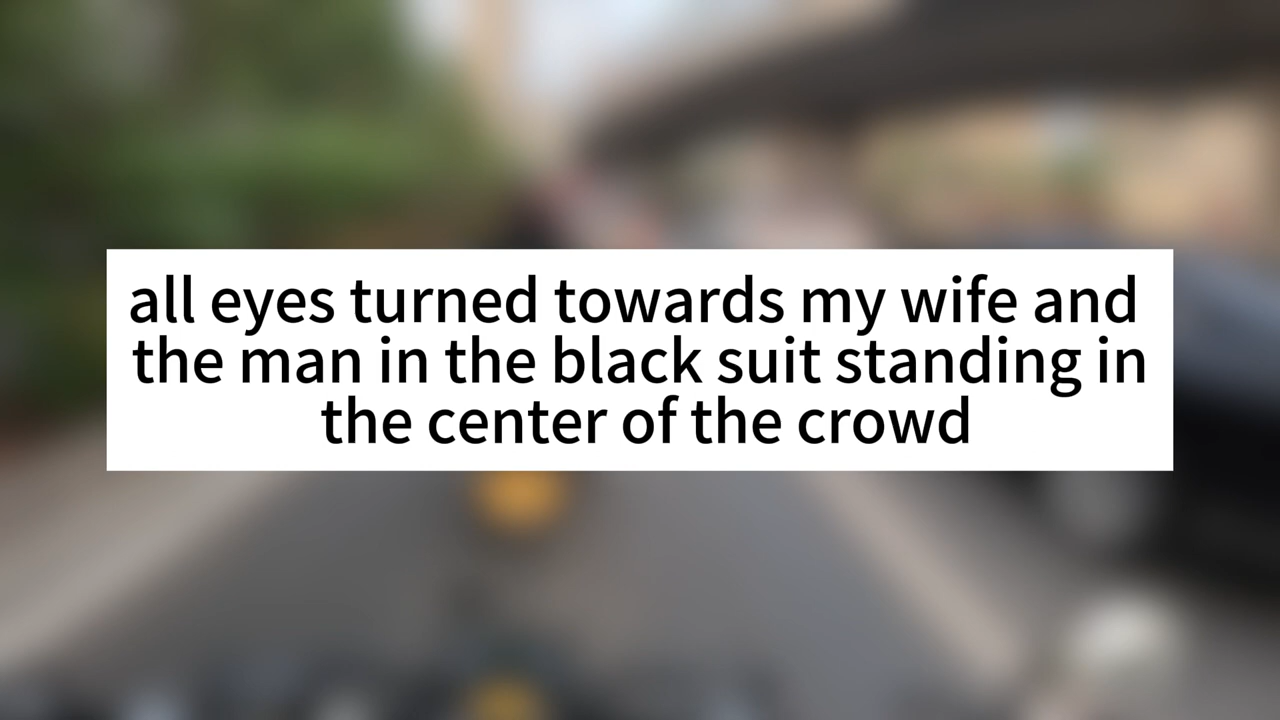 all eyes turned towards my wife and
the man in the black suit standing in
the center of the crowd